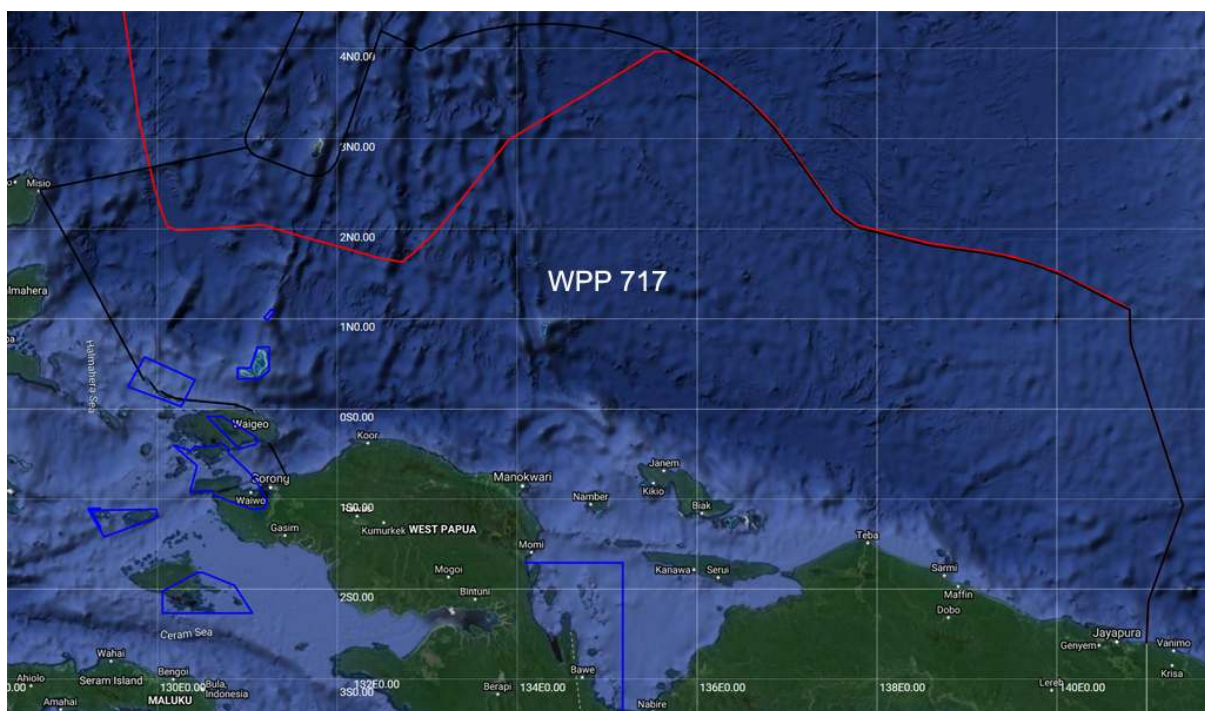 4N0.00
3N0.00
Misio
2N0.00
WPP 717
almahera
1N0.00
Halmahera Sea
0S0.00
Waigeo
Koor
Janem
Manokwari
Kikio
Namber
Waiwo
Biak
1S0.00
Kumurkek
WEST PAPUA
Gasim
Momi
Teba
Mogoi
Kanawa
Serui
Sarmi
Bintuni
Maffin
2S0.00
Dobo
Ceram Sea
Jayapura
Genyem
Vanimo
Wahai
Bengoi
Bawe
Krisa
Ahiolo
Seram Island
130E0.00
Bula,
Indonesia
132E0.00
134E0.00
136E0.00
138E0.00
140E0.00
3S0.00
Berapi
Lereh
Amahai
MALUKU
Nabire